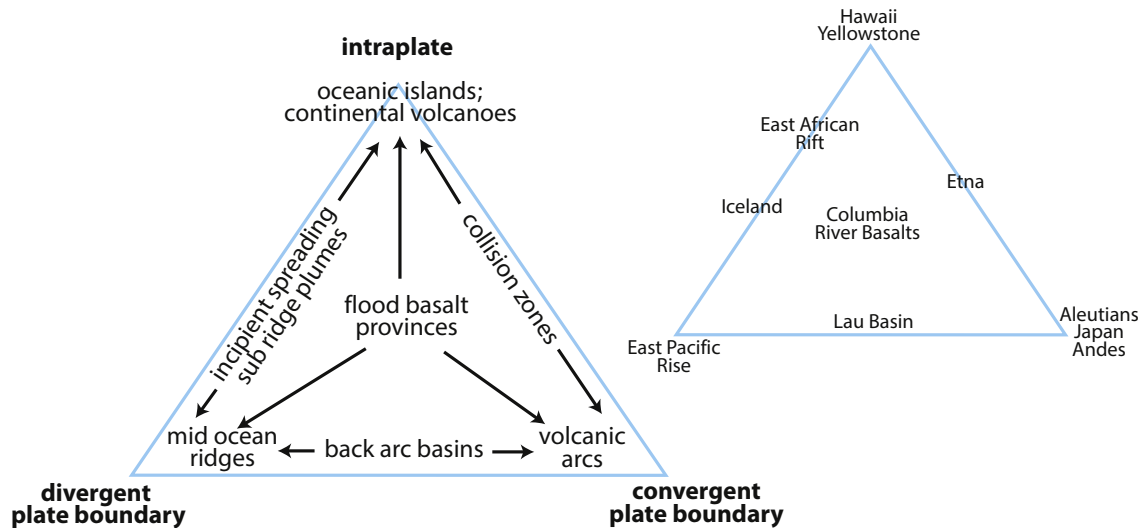 intraplate
oceanic islands;
continental volcanoes
incipient spreading
sub ridge plumes
collision zones
flood basalt
provinces
mid ocean
ridges
back arc basins
volcanic
arcs
divergent
plate boundary
convergent
plate boundary
Hawaii
Yellowstone
East African
Rift
Etna
Iceland
Columbia
River Basalts
Lau Basin
East Pacific
Rise
Aleutians
Japan
Andes